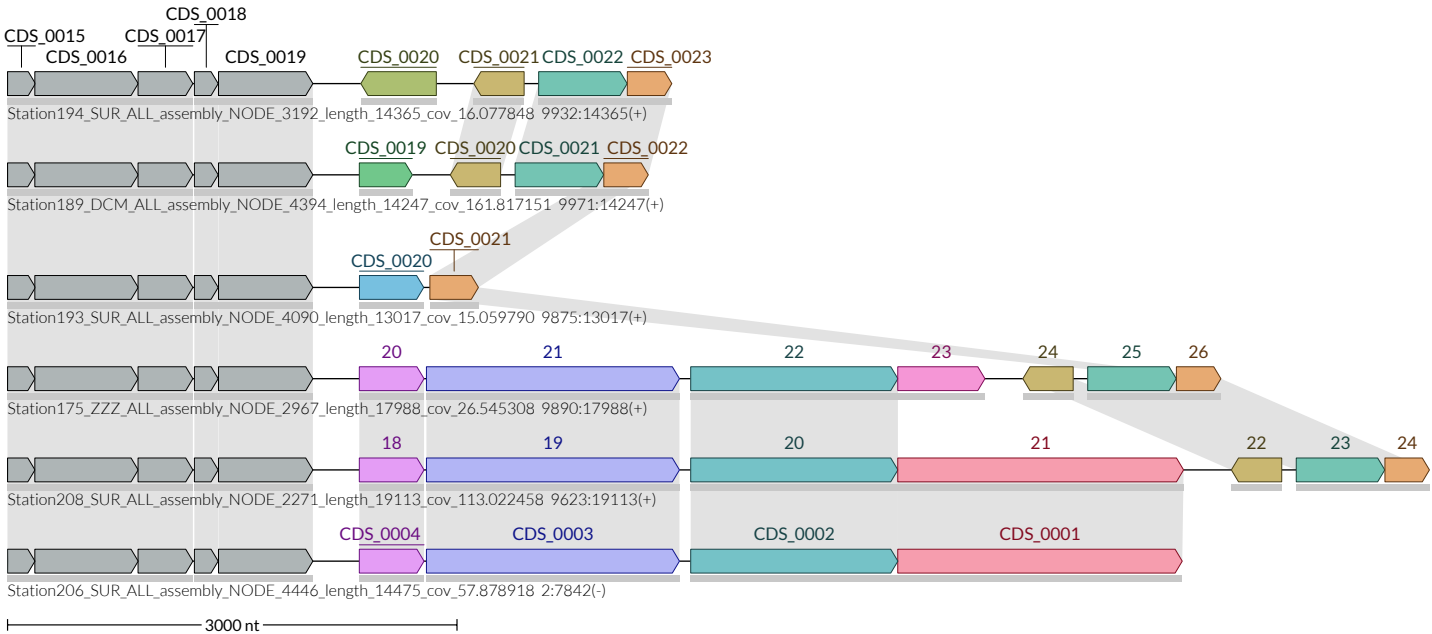 CDS_0018
CDS_0015 CDS_0017
CDS_0016 CDS_0019 CDS_0020 CDS_0021 CDS_0022 CDS_0023
Station194_SUR_ALL_assembly_NODE_3192_length_14365_cov_16.077848 9932:14365(+)
CDS_0019 CDS_0020 CDS_0021 CDS_0022
Station189_DCM_ALL_assembly_NODE_4394_length_14247_cov_161.817151 9971:14247(+)
CDS_0021
CDS_0020
Station193_SUR_ALL_assembly_NODE_4090_length_13017_cov_15.059790 9875:13017(+)
20 21 22 23 24 25 26
Station175_ZZZ_ALL_assembly_NODE_2967_length_17988_cov_26.545308 9890:17988(+)
18 19 20 21 22 23 24
Station208_SUR_ALL_assembly_NODE_2271_length_19113_cov_113.022458 9623:19113(+)
CDS_0004 CDS_0003 CDS_0002 CDS_0001
Station206_SUR_ALL_assembly_NODE_4446_length_14475_cov_57.878918 2:7842(-)
3000 nt